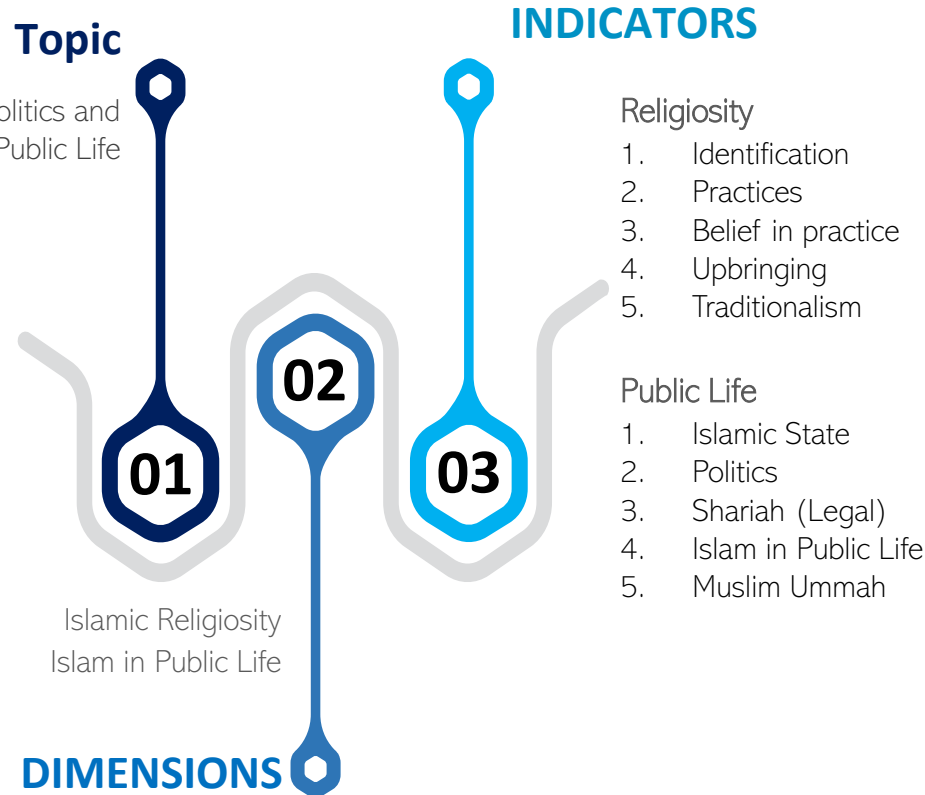 Topic
olitics and
Public Life
01
02
Islamic Religiosity
Islam in Public Life
DIMENSIONS
03
INDICATORS
Religiosity
1. Identification
2. Practices
3. Belief in practice
4. Upbringing
5. Traditionalism
Public Life
1. Islamic State
2. Politics
3. Shariah (Legal)
4. Islam in Public Life
5. Muslim Ummah